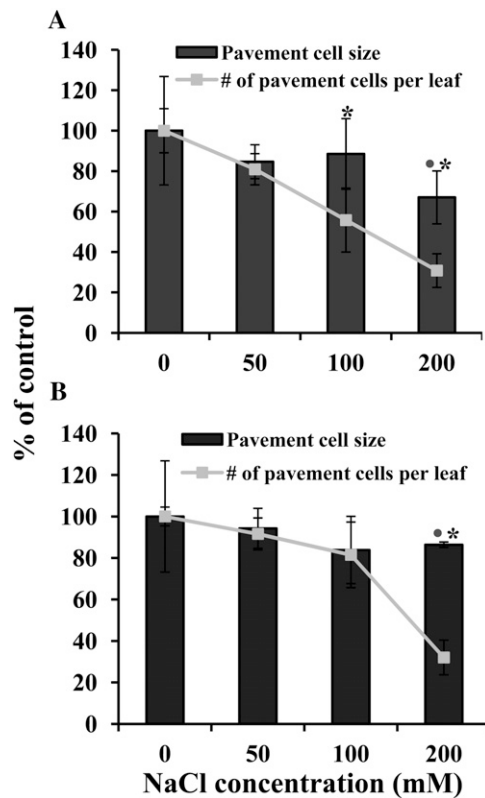 A
140
120
100
80
60
40
20
0
Pavement cell size
# of pavement cells per leaf
*
• *
0 50 100 200
% of control
B
140
120
100
80
60
40
20
0
Pavement cell size
# of pavement cells per leaf
• *
0 50 100 200
NaCl concentration (mM)